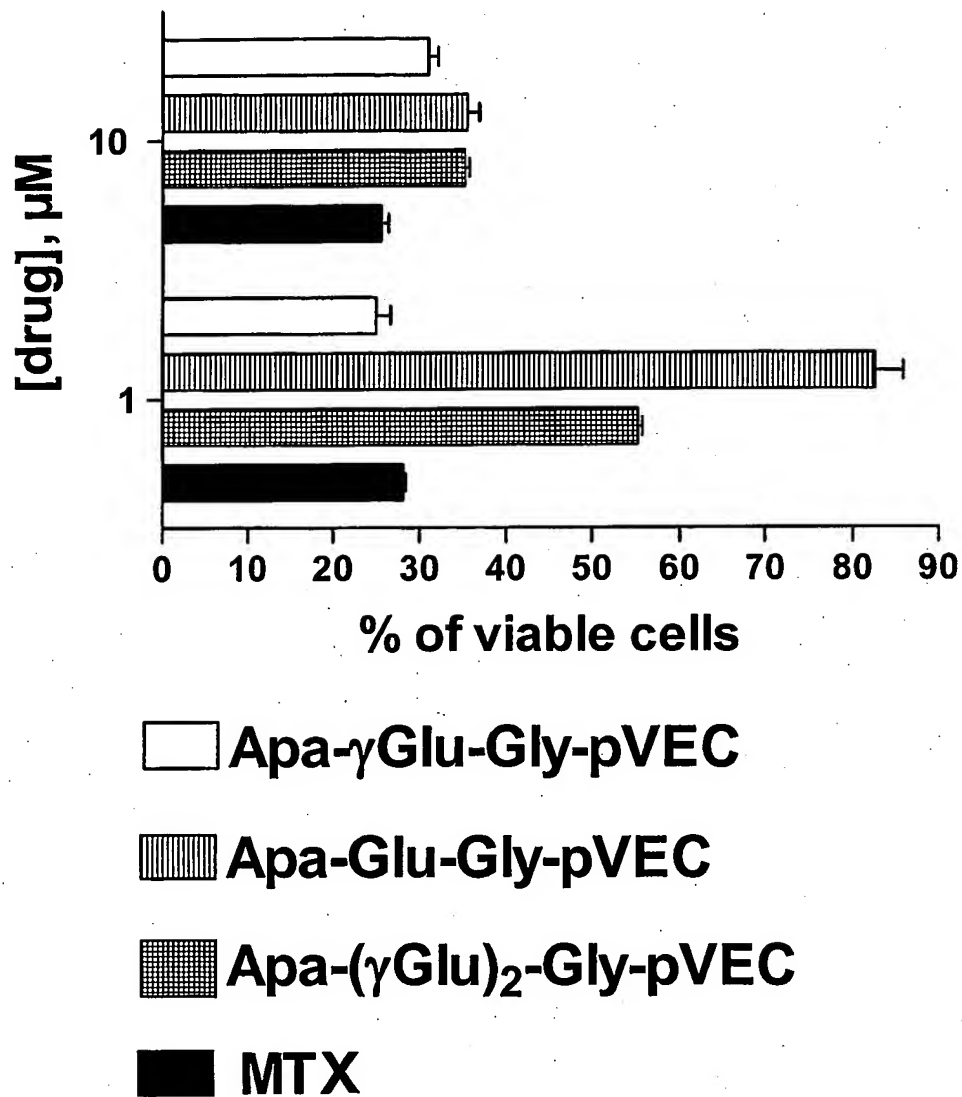 [drug], µM
10
1
0 10 20 30 40 50 60 70 80 90
% of viable cells
Apa-γGlu-Gly-pVEC
Apa-Glu-Gly-pVEC
Apa-(γGlu)₂-Gly-pVEC
MTX